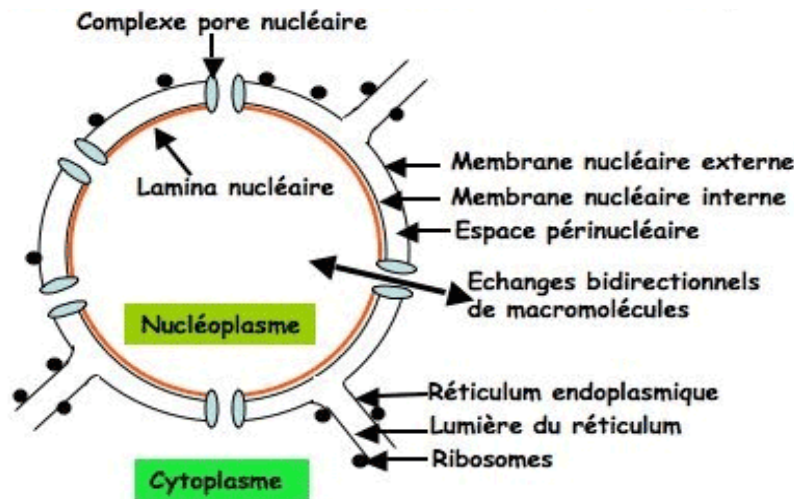 Complexe pore nucléaire
Lamina nucléaire
Membrane nucléaire externe
Membrane nucléaire interne
Espace périnucléaire
Echanges bidirectionnels
de macromolécules
Nucléoplasme
Réticulum endoplasmique
Lumière du réticulum
Ribosomes
Cytoplasme